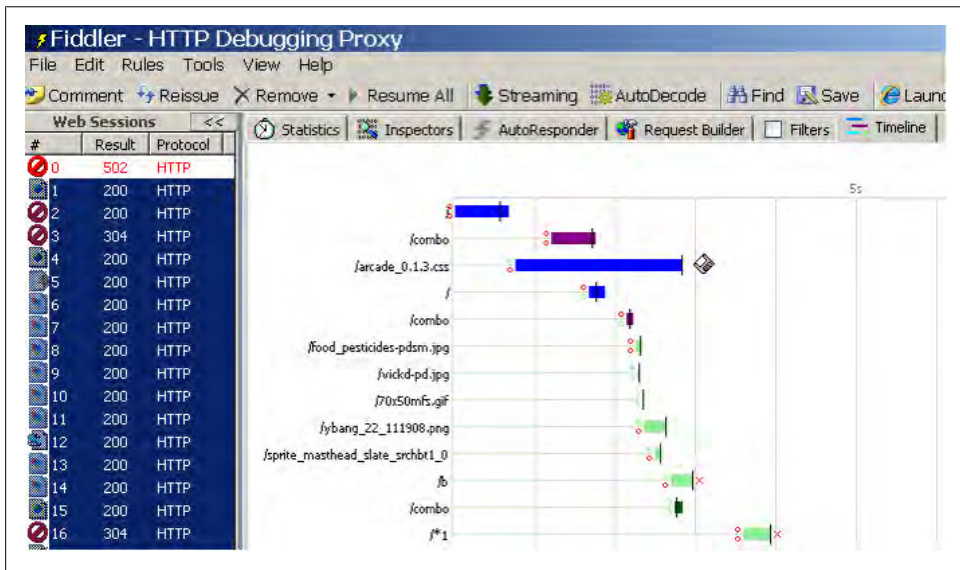 Fiddler - HTTP Debugging Proxy
File Edit Rules Tools View Help
Comment Reissue Remove Resume All Streaming AutoDecode Find Save Laun
Web Sessions <<
Statistics Inspectors AutoResponder Request Builder Filters Timeline
# Result Protocol
0 502 HTTP
1 200 HTTP
2 200 HTTP
3 304 HTTP
4 200 HTTP
5 200 HTTP
6 200 HTTP
7 200 HTTP
8 200 HTTP
9 200 HTTP
10 200 HTTP
11 200 HTTP
12 200 HTTP
13 200 HTTP
14 200 HTTP
15 200 HTTP
16 304 HTTP
5s
/combo
/arcade_0.1.3.css
/
/combo
/food_pesticides-pdsm.jpg
/vickd-pd.jpg
/70x50mfs.gif
/ybang_22_111908.png
/sprite_masthead_slate_srchbt1_0
/b
/combo
/*1